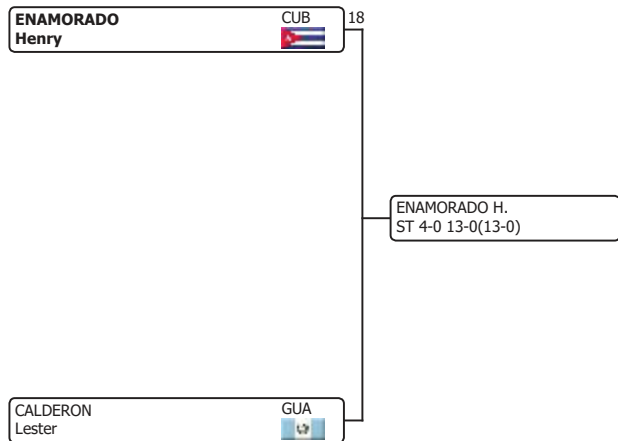 ENAMORADO CUB 18
Henry
ENAMORADO H.
ST 4-0 13-0(13-0)
CALDERON GUA
Lester